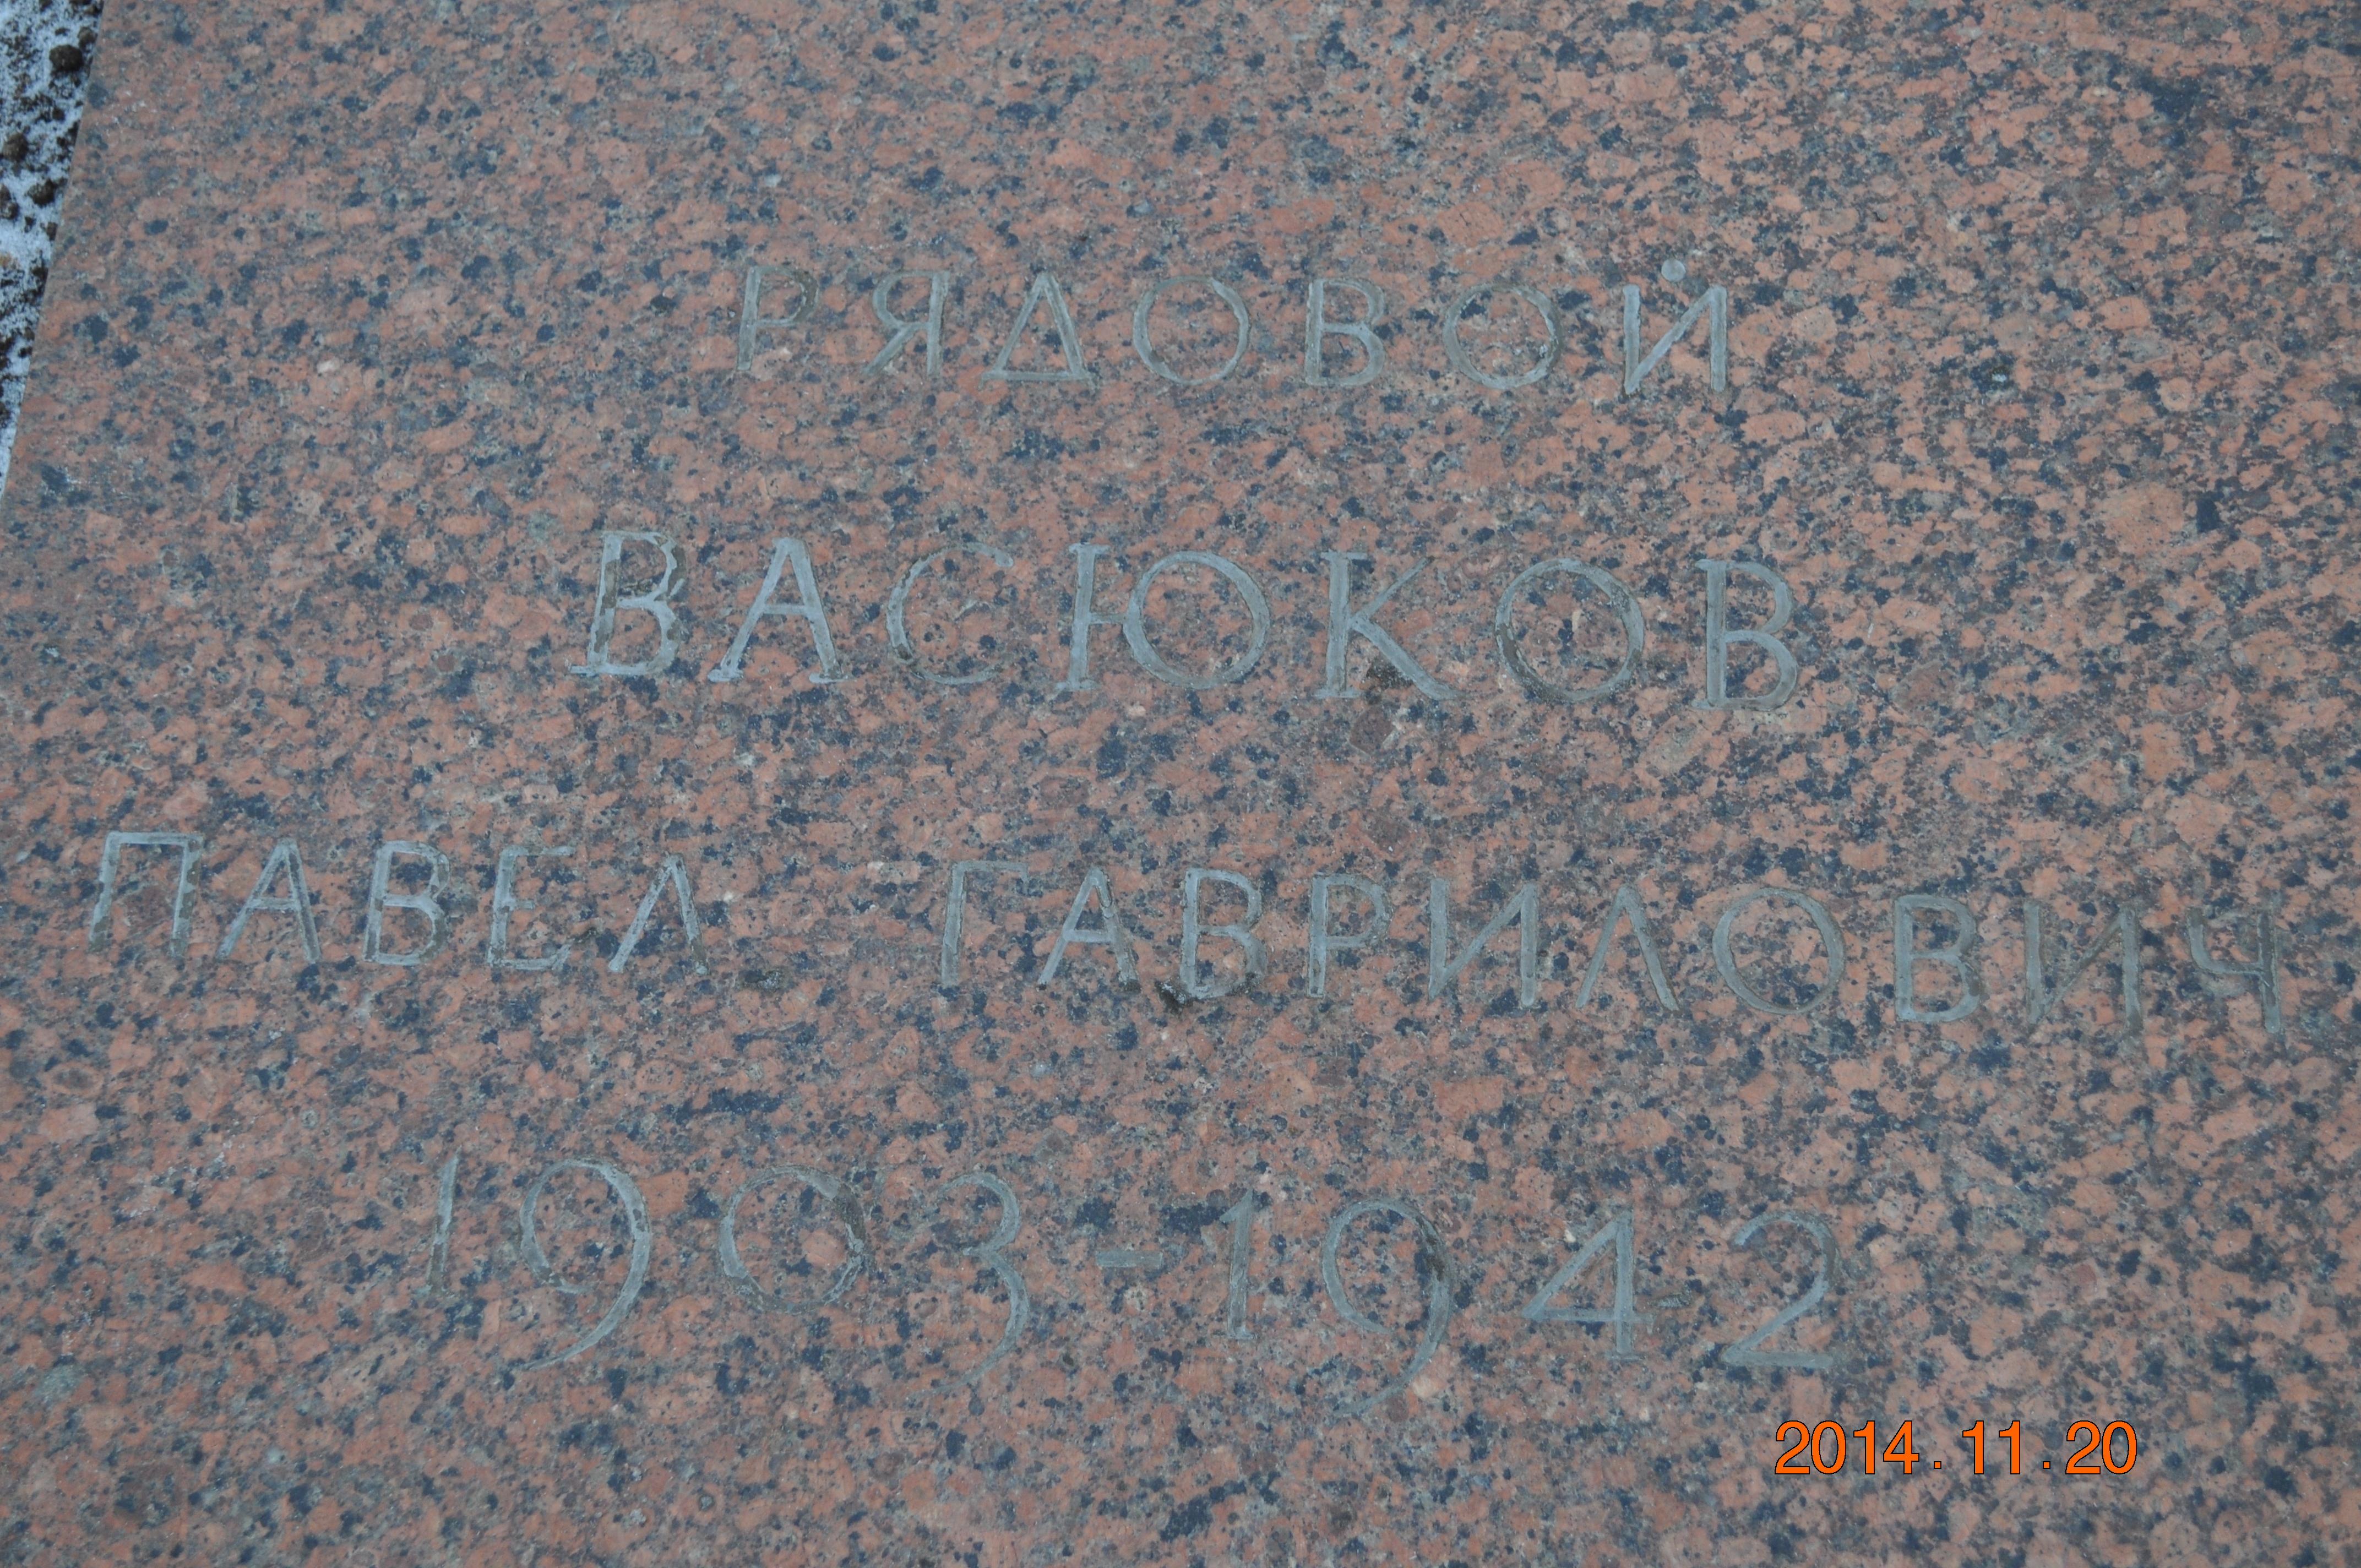 РЯДОВОЙ
ВАСЮКОВ
ПАВЕЛ ГАВРИЛОВИЧ
1903-1942
2014.11.20